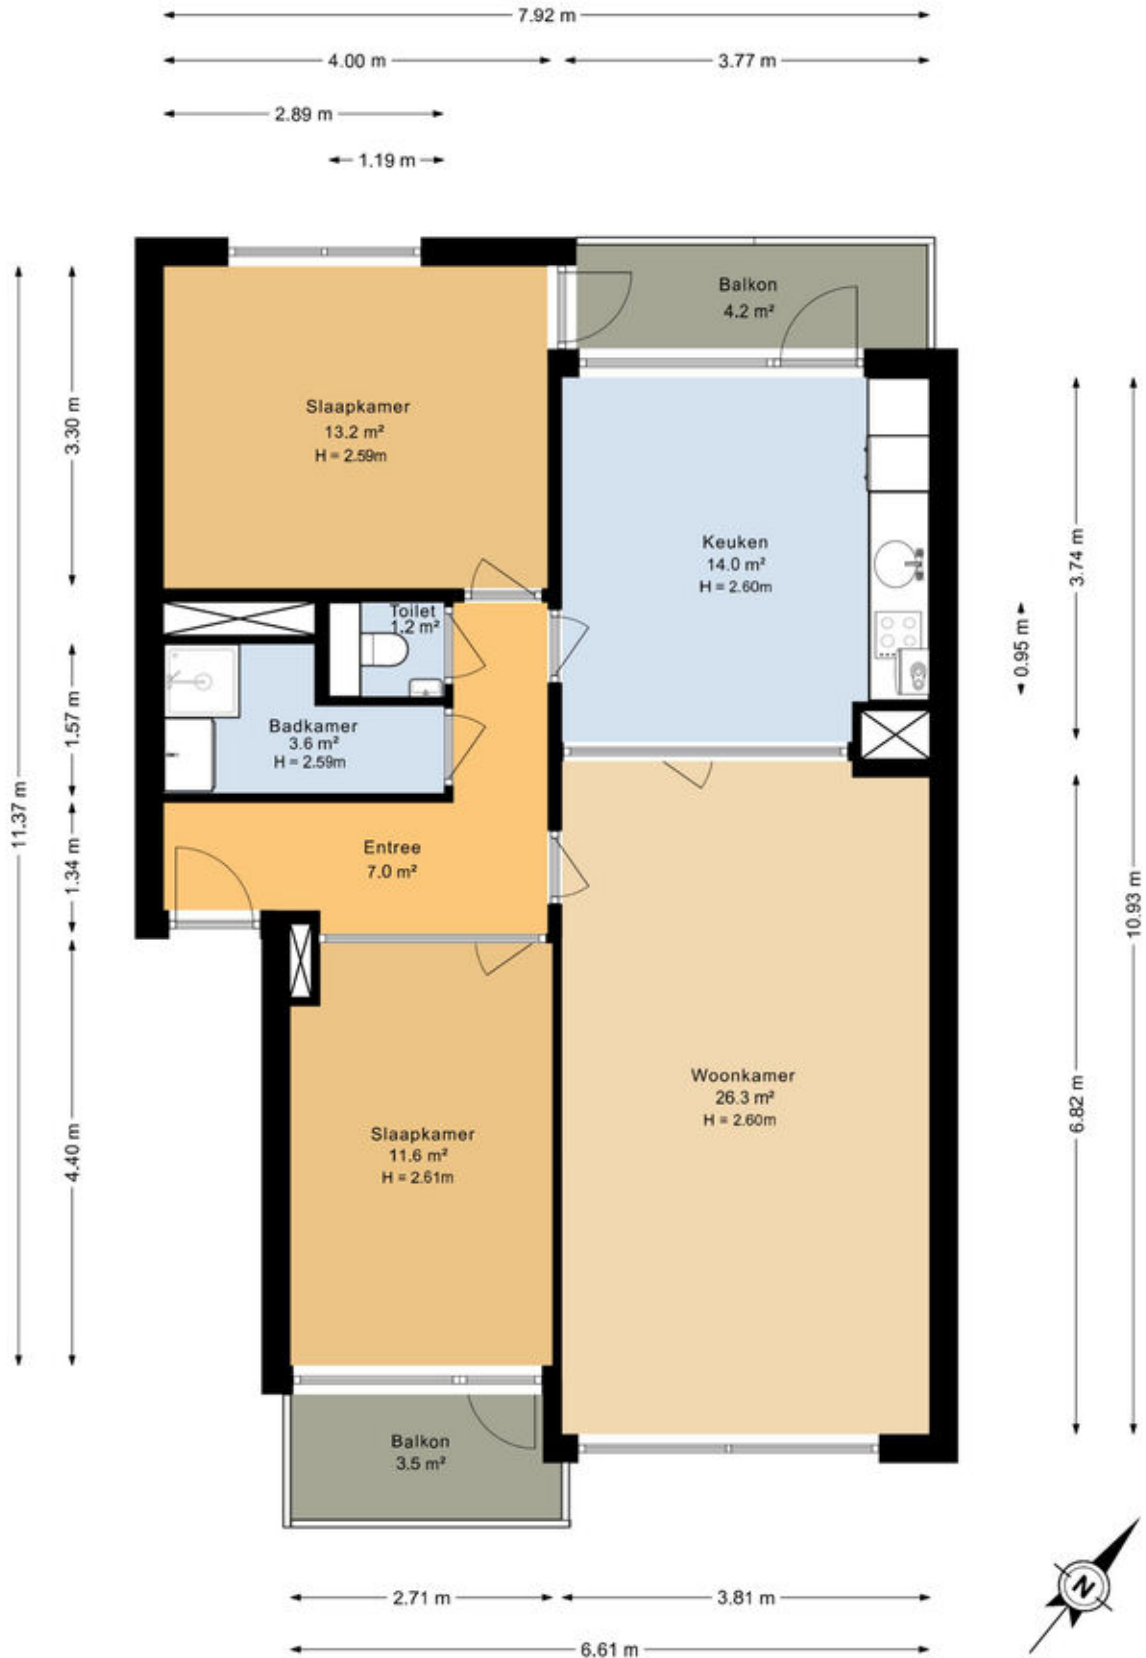 7.92 m
4.00 m
3.77 m
2.89 m
1.19 m
Balkon
4.2 m²
Slaapkamer
13.2 m²
H = 2.59m
3.30 m
Keuken
14.0 m²
H = 2.60m
3.74 m
0.95 m
Toilet
1.2 m²
Badkamer
3.6 m²
H = 2.59m
1.57 m
11.37 m
1.34 m
Entree
7.0 m²
10.93 m
Woonkamer
26.3 m²
H = 2.60m
6.82 m
Slaapkamer
11.6 m²
H = 2.61m
4.40 m
Balkon
3.5 m²
N
2.71 m
3.81 m
6.61 m